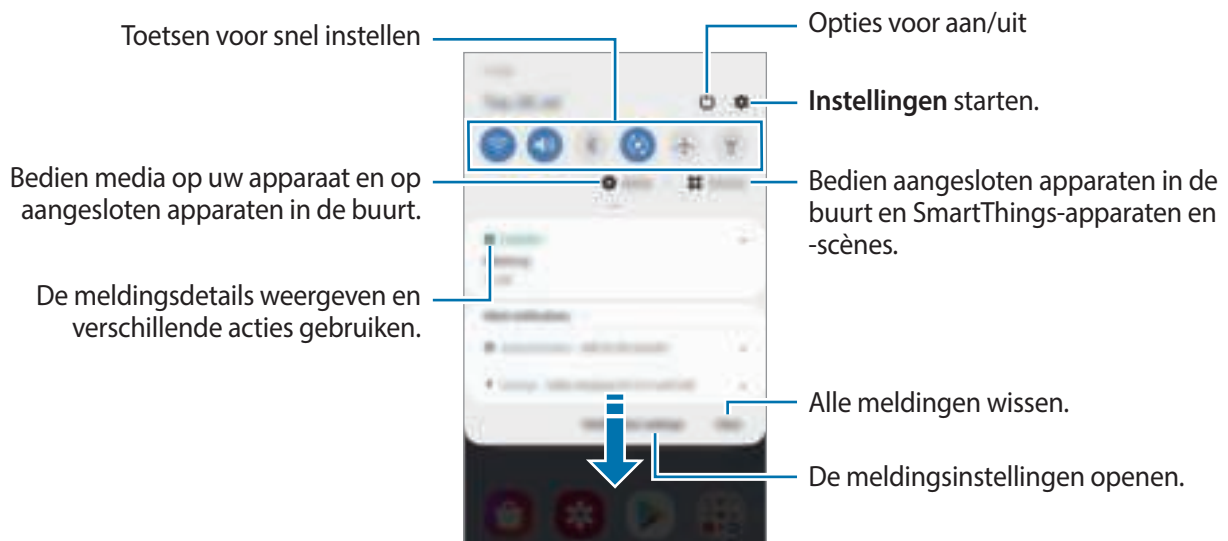 Toetsen voor snel instellen
Opties voor aan/uit
Instellingen starten.
Bedien media op uw apparaat en op
aangesloten apparaten in de buurt.
Bedien aangesloten apparaten in de
buurt en SmartThings-apparaten en
-scènes.
De meldingsdetails weergeven en
verschillende acties gebruiken.
Alle meldingen wissen.
De meldingsinstellingen openen.